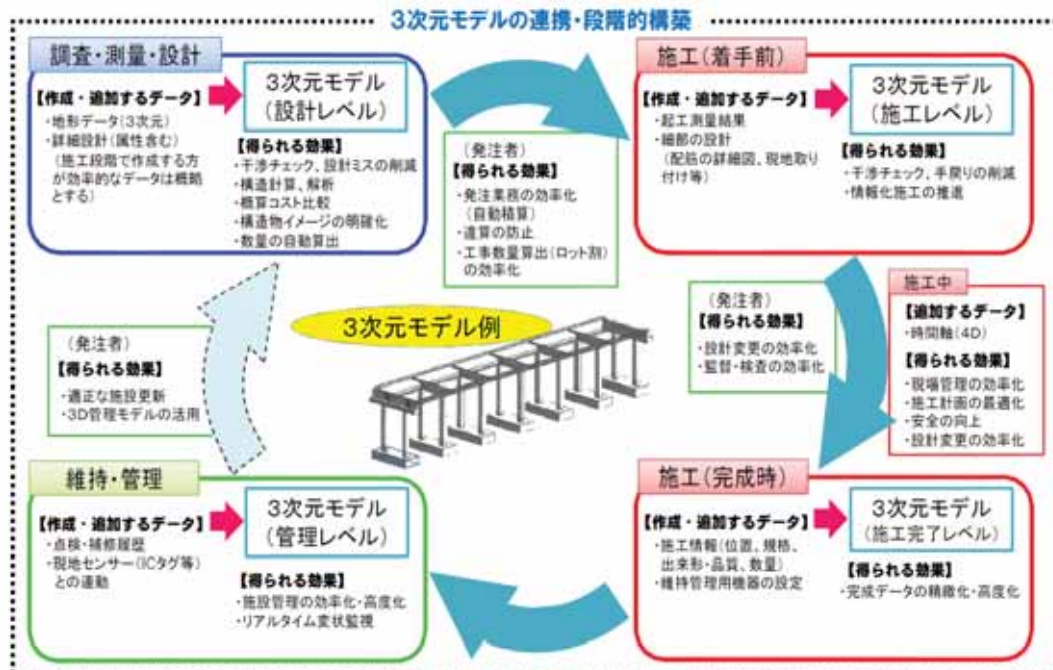 3次元モデルの連携・段階的構築
調査・測量・設計
【作成・追加するデータ】
・地形データ(3次元)
・詳細設計(属性含む)
(施工段階で作成する方
が効率的なデータは概略
とする)
3次元モデル
(設計レベル)
【得られる効果】
・干渉チェック、設計ミスの削減
・構造計算、解析
・概算コスト比較
・構造物イメージの明確化
・数量の自動算出
(発注者)
【得られる効果】
・発注業務の効率化
(自動積算)
・違算の防止
・工事数量算出(ロット割)
の効率化
施工(着手前)
【作成・追加するデータ】
・起工測量結果
・細部の設計
(配筋の詳細図、現地取り
付け等)
3次元モデル
(施工レベル)
【得られる効果】
・干渉チェック、手戻りの削減
・情報化施工の推進
(発注者)
【得られる効果】
・設計変更の効率化
・監督・検査の効率化
施工中
【追加するデータ】
・時間軸(4D)
【得られる効果】
・現場管理の効率化
・施工計画の最適化
・安全の向上
・設計変更の効率化
3次元モデル例
(発注者)
【得られる効果】
・適正な施設更新
・3D管理モデルの活用
維持・管理
【作成・追加するデータ】
・点検・補修履歴
・現地センサー(ICタグ等)
との連動
3次元モデル
(管理レベル)
【得られる効果】
・施設管理の効率化・高度化
・リアルタイム変状監視
施工(完成時)
【作成・追加するデータ】
・施工情報(位置、規格、
出来形・品質、数量)
・維持管理用機器の設定
3次元モデル
(施工完了レベル)
【得られる効果】
・完成データの精緻化・高度化